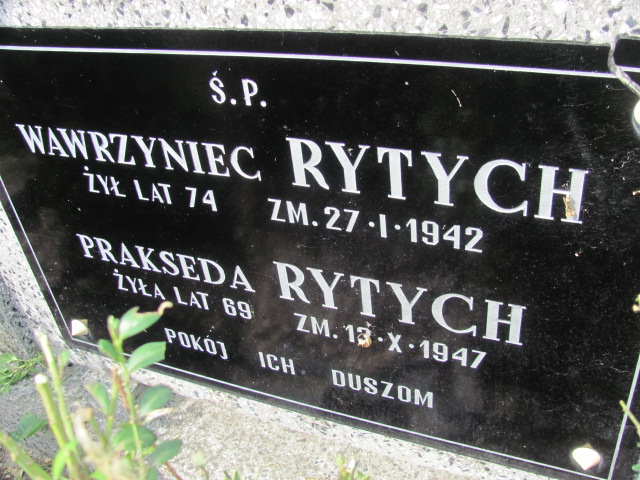 Ś.P.
WAWRZYNIEC RYTYCH
ŻYŁ LAT 74 ZM. 27·I·1942
PRAKSEDA RYTYCH
ŻYŁA LAT 69 ZM. 13·X·1947
POKÓJ ICH DUSZOM